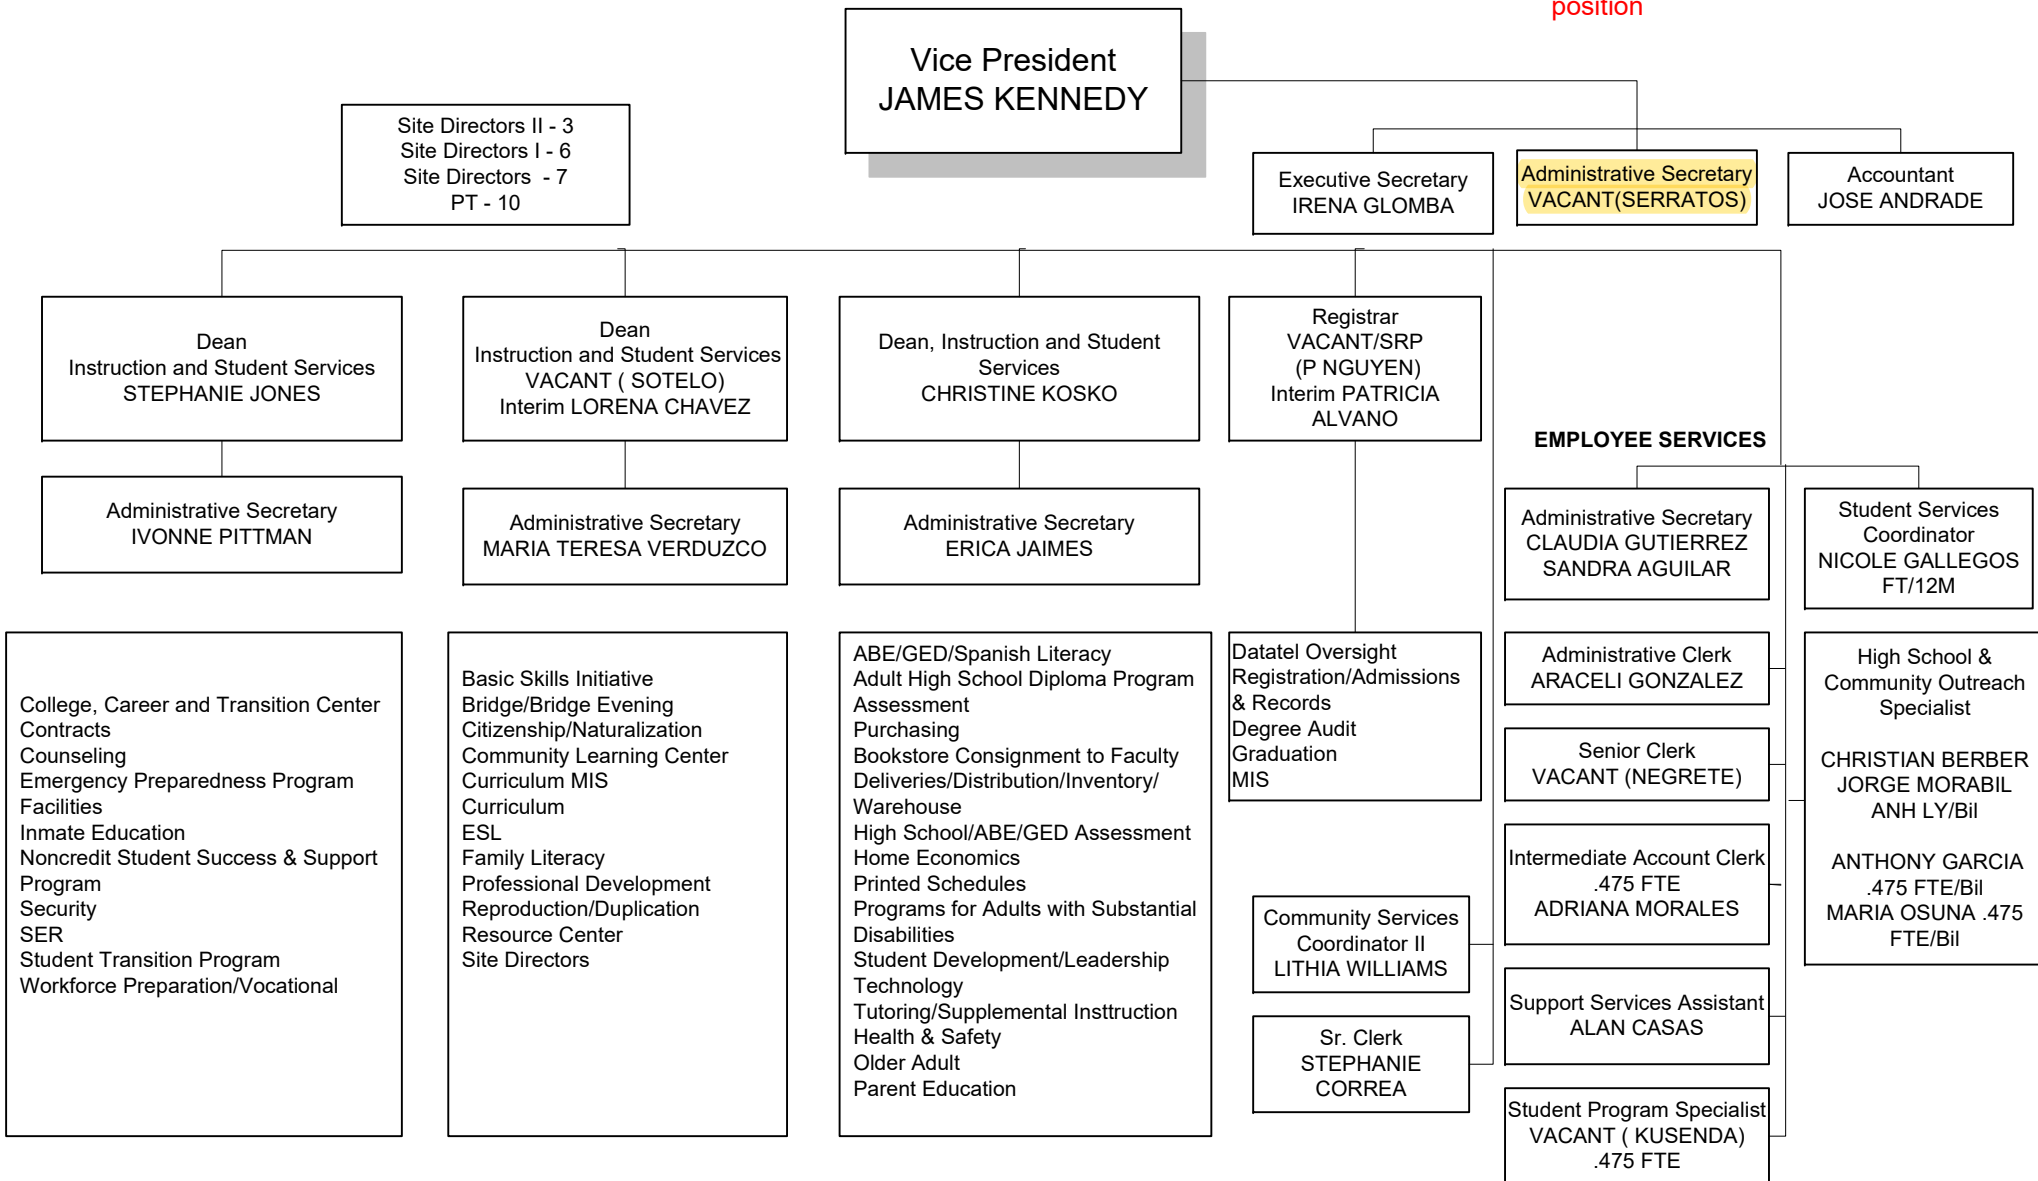 position
Vice President
JAMES KENNEDY
Site Directors II - 3
Site Directors I - 6
Site Directors  - 7
PT - 10
Executive Secretary
IRENA GLOMBA
Administrative Secretary
VACANT(SERRATOS)
Accountant
JOSE ANDRADE
Dean
Instruction and Student Services
STEPHANIE JONES
Dean
Instruction and Student Services
VACANT ( SOTELO)
Interim LORENA CHAVEZ
Dean, Instruction and Student
Services
CHRISTINE KOSKO
Registrar
VACANT/SRP
(P NGUYEN)
Interim PATRICIA
ALVANO
EMPLOYEE SERVICES
Administrative Secretary
IVONNE PITTMAN
Administrative Secretary
MARIA TERESA VERDUZCO
Administrative Secretary
ERICA JAIMES
Administrative Secretary
CLAUDIA GUTIERREZ
SANDRA AGUILAR
Student Services
Coordinator
NICOLE GALLEGOS
FT/12M
College, Career and Transition Center
Contracts
Counseling
Emergency Preparedness Program
Facilities
Inmate Education
Noncredit Student Success & Support
Program
Security
SER
Student Transition Program
Workforce Preparation/Vocational
Basic Skills Initiative
Bridge/Bridge Evening
Citizenship/Naturalization
Community Learning Center
Curriculum MIS
Curriculum
ESL
Family Literacy
Professional Development
Reproduction/Duplication
Resource Center
Site Directors
ABE/GED/Spanish Literacy
Adult High School Diploma Program
Assessment
Purchasing
Bookstore Consignment to Faculty
Deliveries/Distribution/Inventory/
Warehouse
High School/ABE/GED Assessment
Home Economics
Printed Schedules
Programs for Adults with Substantial
Disabilities
Student Development/Leadership
Technology
Tutoring/Supplemental Insttruction
Health & Safety
Older Adult
Parent Education
Datatel Oversight
Registration/Admissions
& Records
Degree Audit
Graduation
MIS
Community Services
Coordinator II
LITHIA WILLIAMS
Sr. Clerk
STEPHANIE
CORREA
Administrative Clerk
ARACELI GONZALEZ
Senior Clerk
VACANT (NEGRETE)
Intermediate Account Clerk
.475 FTE
ADRIANA MORALES
Support Services Assistant
ALAN CASAS
Student Program Specialist
VACANT ( KUSENDA)
.475 FTE
High School &
Community Outreach
Specialist
CHRISTIAN BERBER
JORGE MORABIL
ANH LY/Bil
ANTHONY GARCIA
.475 FTE/Bil
MARIA OSUNA .475
FTE/Bil